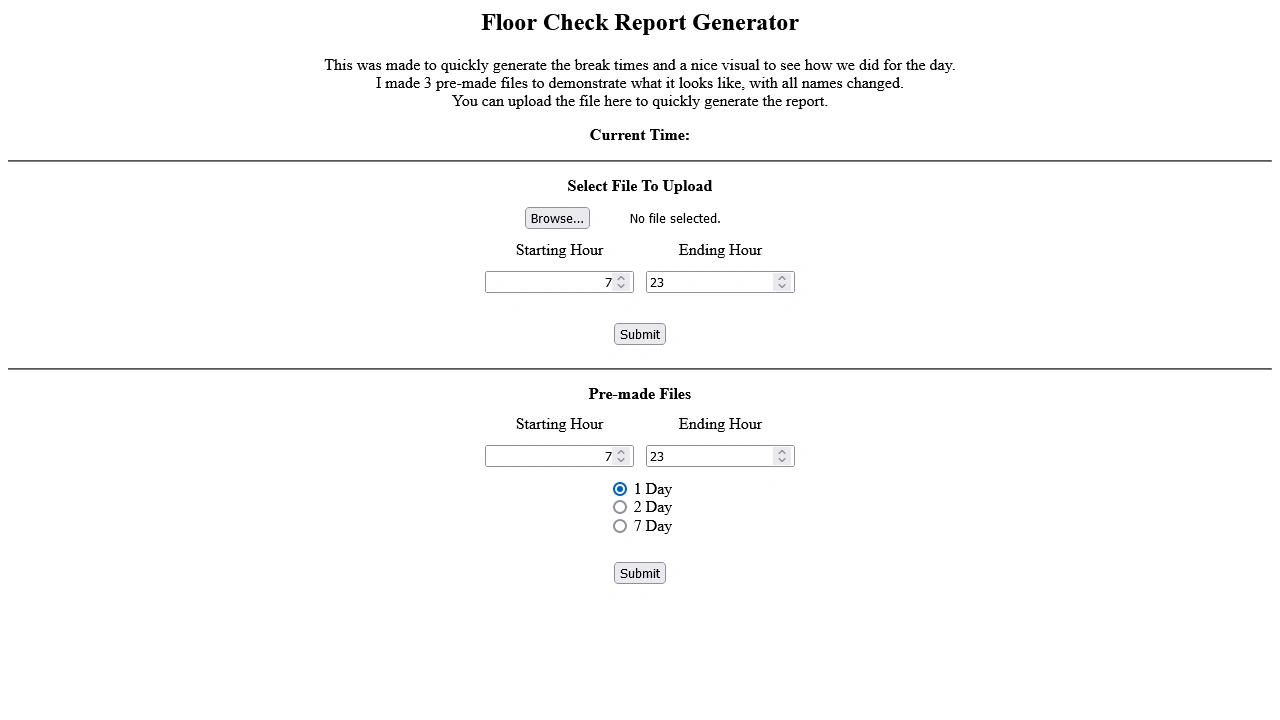 Floor Check Report Generator
This was made to quickly generate the break times and a nice visual to see how we did for the day.
I made 3 pre-made files to demonstrate what it looks like, with all names changed.
You can upload the file here to quickly generate the report.
Current Time:
Select File To Upload
Browse... No file selected.
Starting Hour Ending Hour
7 23
Submit
Pre-made Files
Starting Hour Ending Hour
7 23
1 Day
2 Day
7 Day
Submit